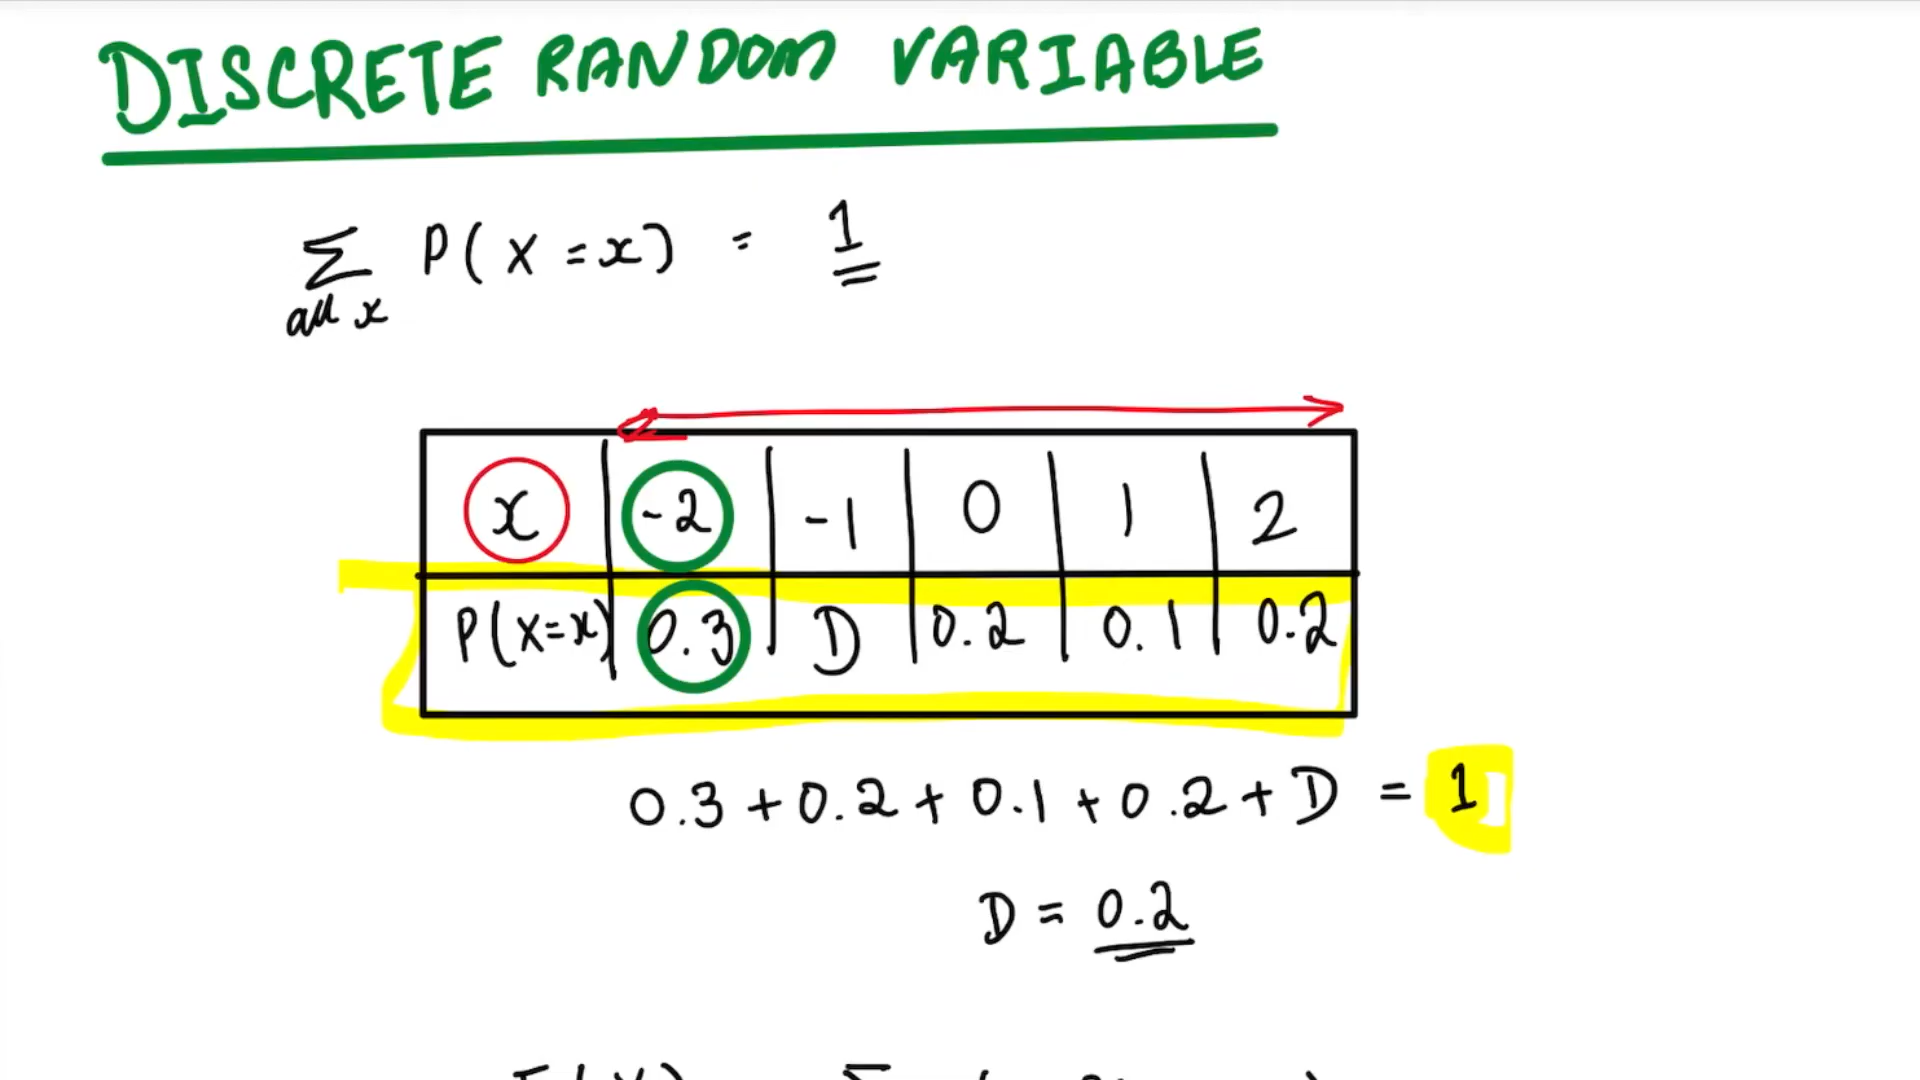 DISCRETE RANDOM VARIABLE
Σ P(X=x) = 1
all x
x -2 -1 0 1 2
P(X=x) 0.3 D 0.2 0.1 0.2
0.3 + 0.2 + 0.1 + 0.2 + D = 1
D = 0.2